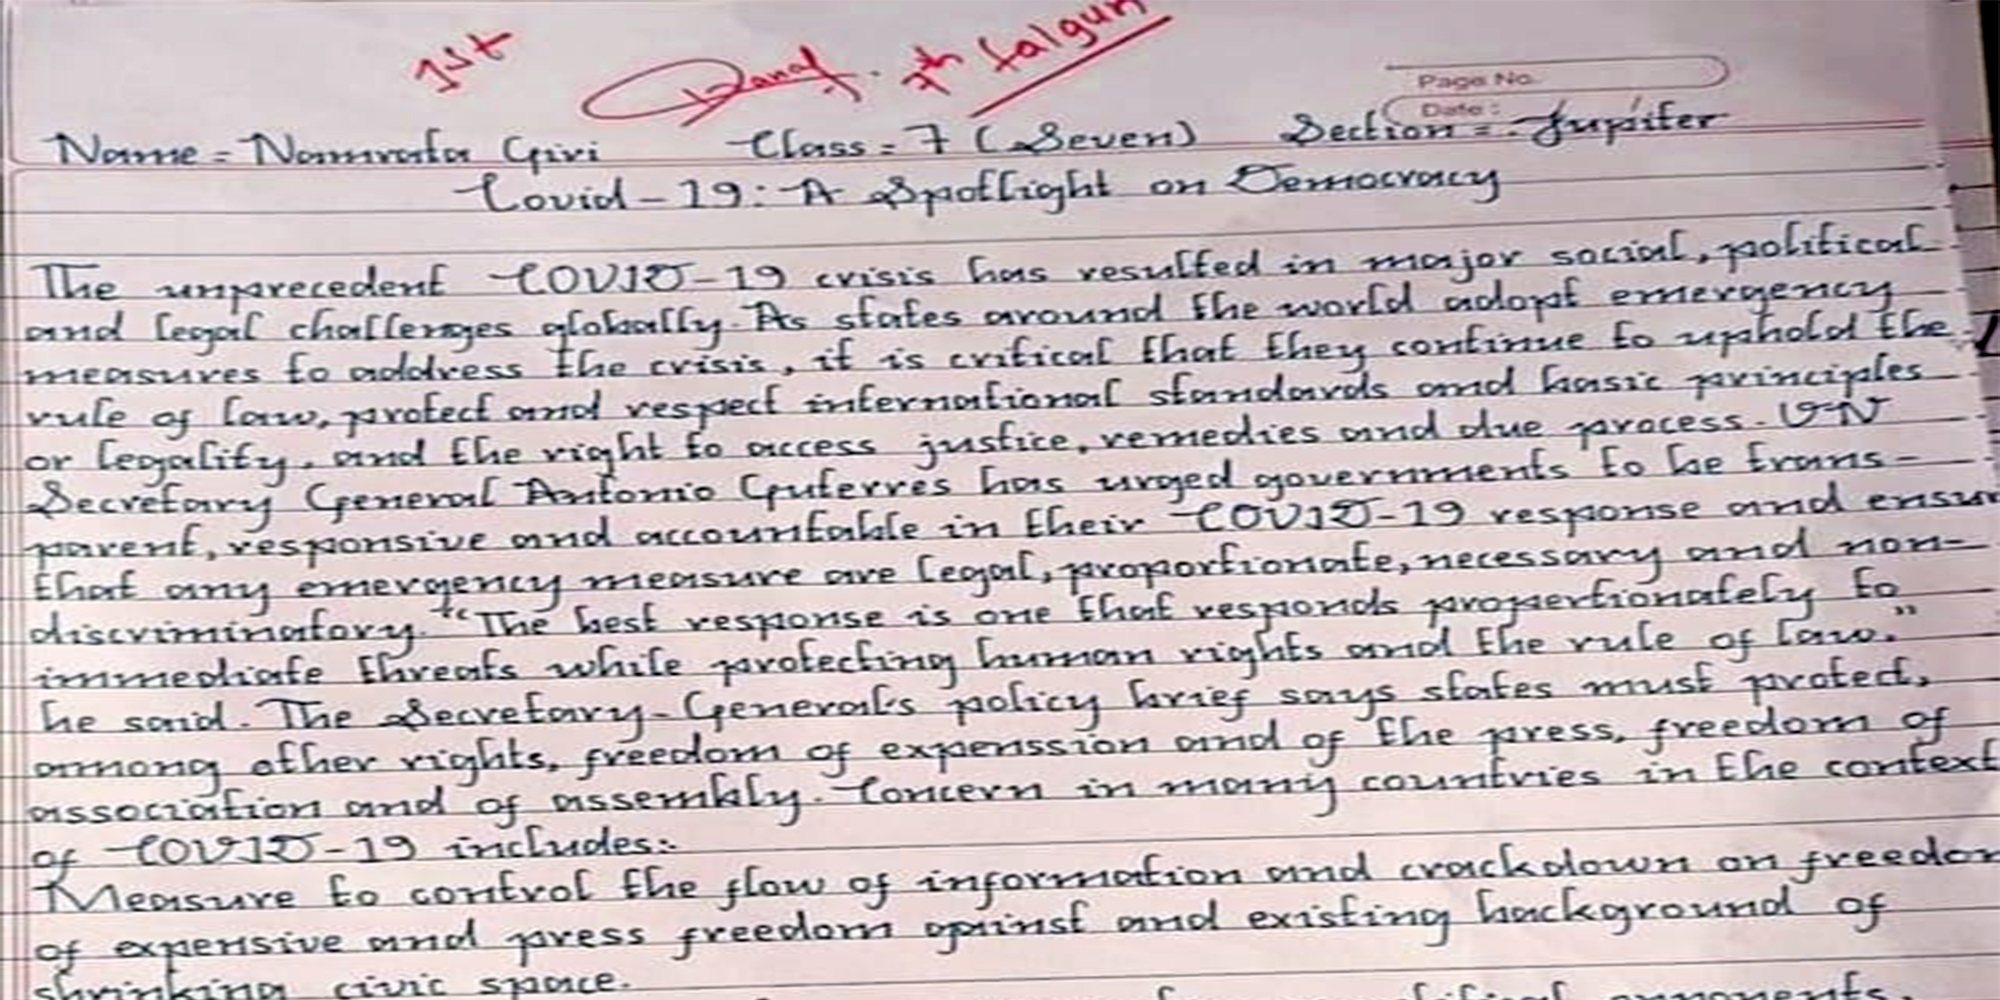 1st
7th falgun
Page No.
Date :
Name = Namrata Giri Class = 7 (Seven) Section = Jupiter
Covid-19: A Spotlight on Democracy
The unprecedent COVID-19 crisis has resulted in major social, political
and legal challenges globally. As states around the world adopt emergency
measures to address the crisis, it is critical that they continue to uphold the
rule of law, protect and respect international standards and basic principles
or legality, and the right to access justice, remedies and due process. UN
Secretary General Antonio Guterres has urged governments to be trans-
parent, responsive and accountable in their COVID-19 response and ensur
that any emergency measure are legal, proportionate, necessary and non-
discriminatory. "The best response is one that responds propertionately to
immediate threats while protecting human rights and the rule of law."
he said. The Secretary-General's policy brief says states must protect,
among other rights, freedom of expenssion and of the press, freedom of
association and of assembly. Concern in many countries in the context
of COVID-19 includes:-
Measure to control the flow of information and crackdown on freedom
of expensive and press freedom against and existing background of
shrinking civic space.